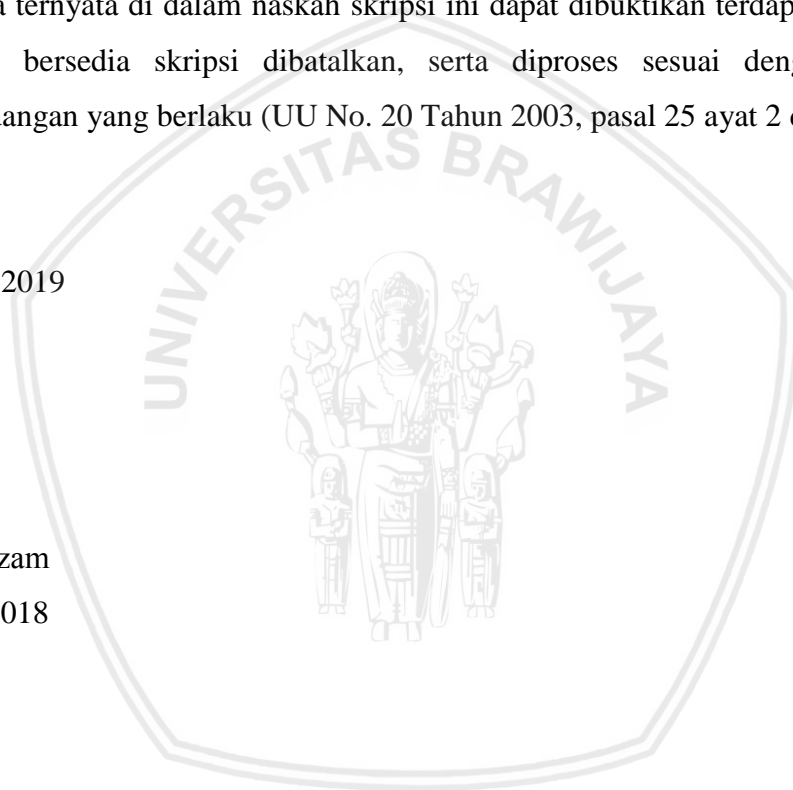 a ternyata di dalam naskah skripsi ini dapat dibuktikan terdap
bersedia skripsi dibatalkan, serta diproses sesuai deng
angan yang berlaku (UU No. 20 Tahun 2003, pasal 25 ayat 2 d
UNIVERSITAS BRAWIJAYA
2019
zam
018